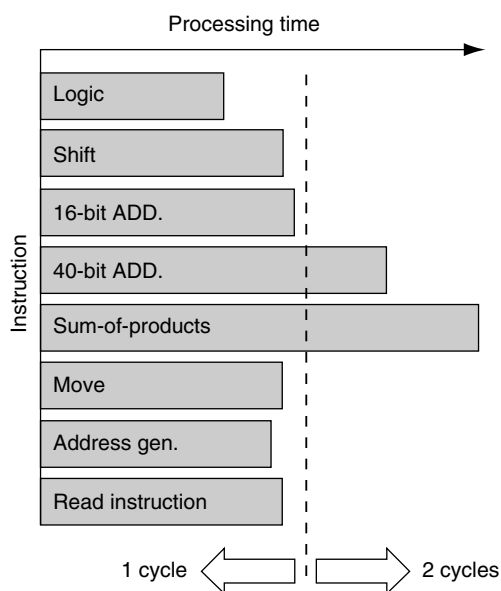 Processing time
Instruction
Logic
Shift
16-bit ADD.
40-bit ADD.
Sum-of-products
Move
Address gen.
Read instruction
1 cycle
2 cycles